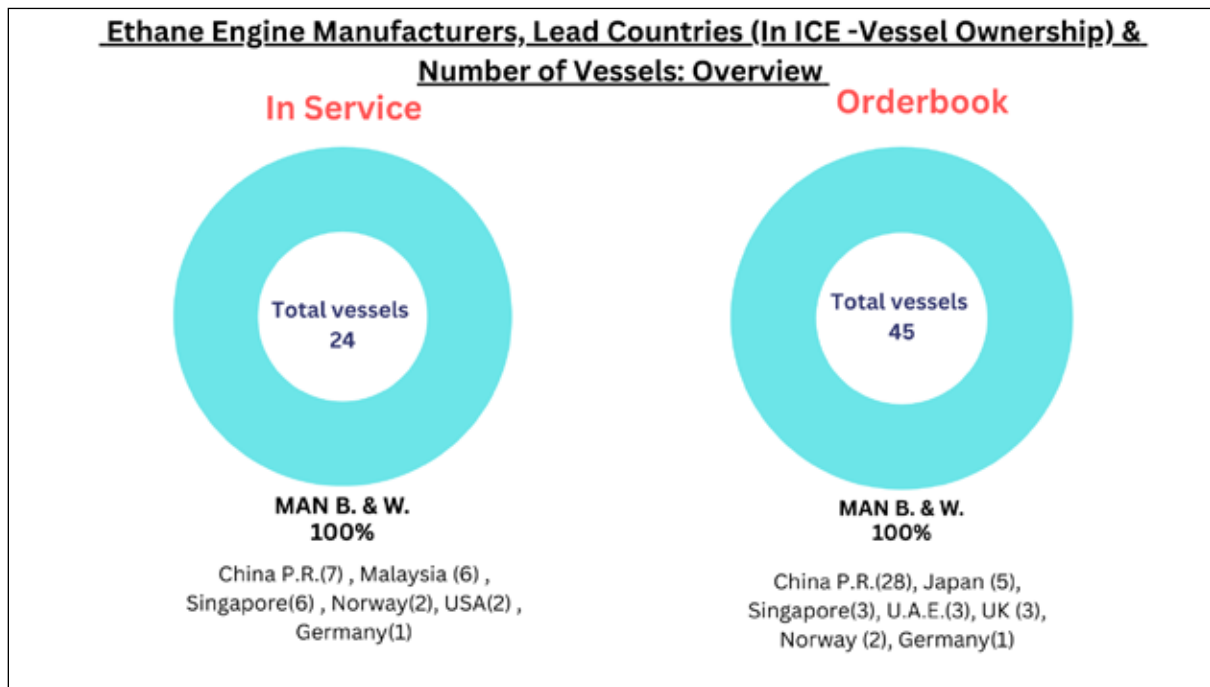 Ethane Engine Manufacturers, Lead Countries (In ICE -Vessel Ownership) &
Number of Vessels: Overview
In Service
Total vessels
24
MAN B. & W.
100%
China P.R.(7) , Malaysia (6) ,
Singapore(6) , Norway(2), USA(2) ,
Germany(1)
Orderbook
Total vessels
45
MAN B. & W.
100%
China P.R.(28), Japan (5),
Singapore(3), U.A.E.(3), UK (3),
Norway (2), Germany(1)